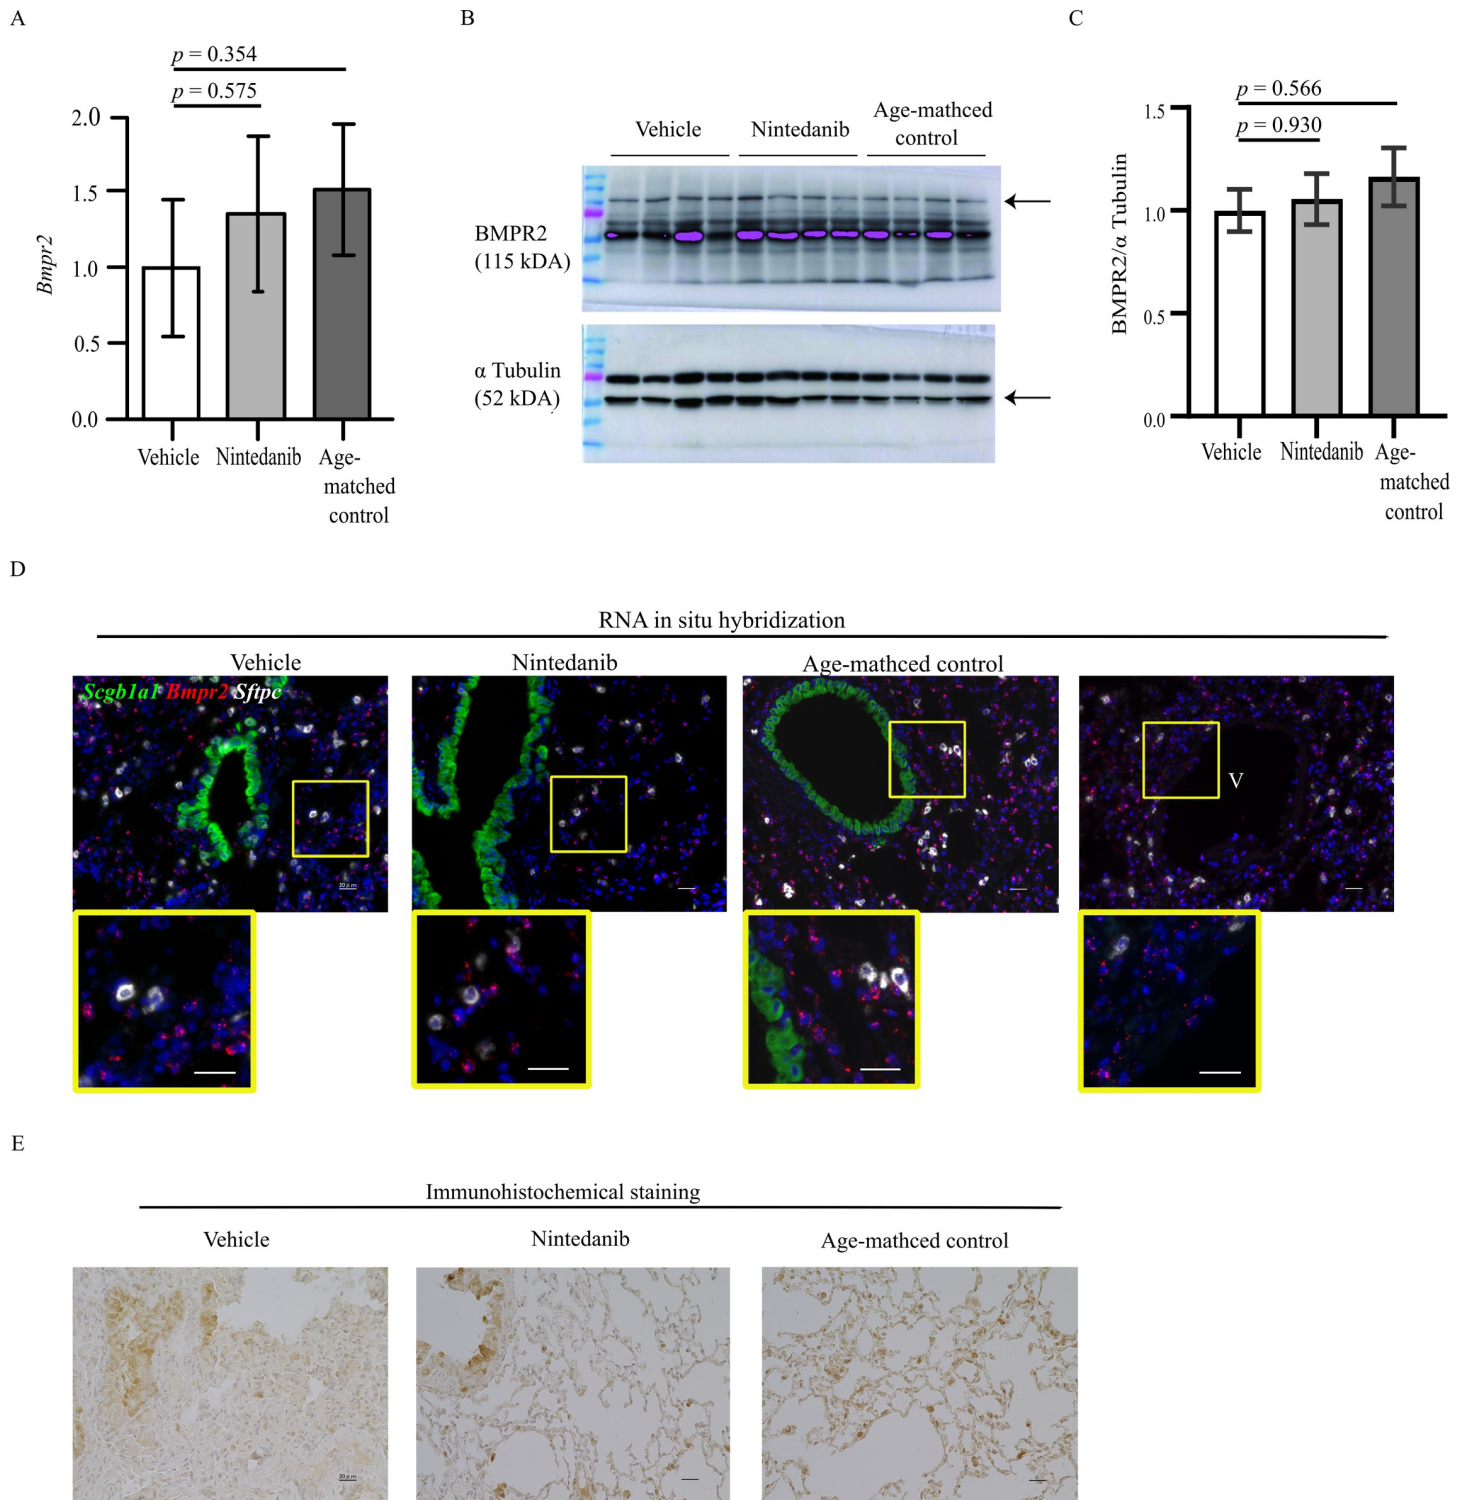 A
p = 0.354
p = 0.575
2.0
1.5
1.0
0.5
0.0
Bmpr2
Vehicle
Nintedanib
Age-
matched
control
B
Vehicle
Nintedanib
Age-mathced
control
BMPR2
(115 kDA)
α Tubulin
(52 kDA)
C
p = 0.566
p = 0.930
1.5
1.0
0.5
0.0
BMPR2/α Tubulin
Vehicle
Nintedanib
Age-
matched
control
D
RNA in situ hybridization
Vehicle
Nintedanib
Age-mathced control
Scgb1a1 Bmpr2 Sftpc
V
20μm
E
Immunohistochemical staining
Vehicle
Nintedanib
Age-mathced control
20μm